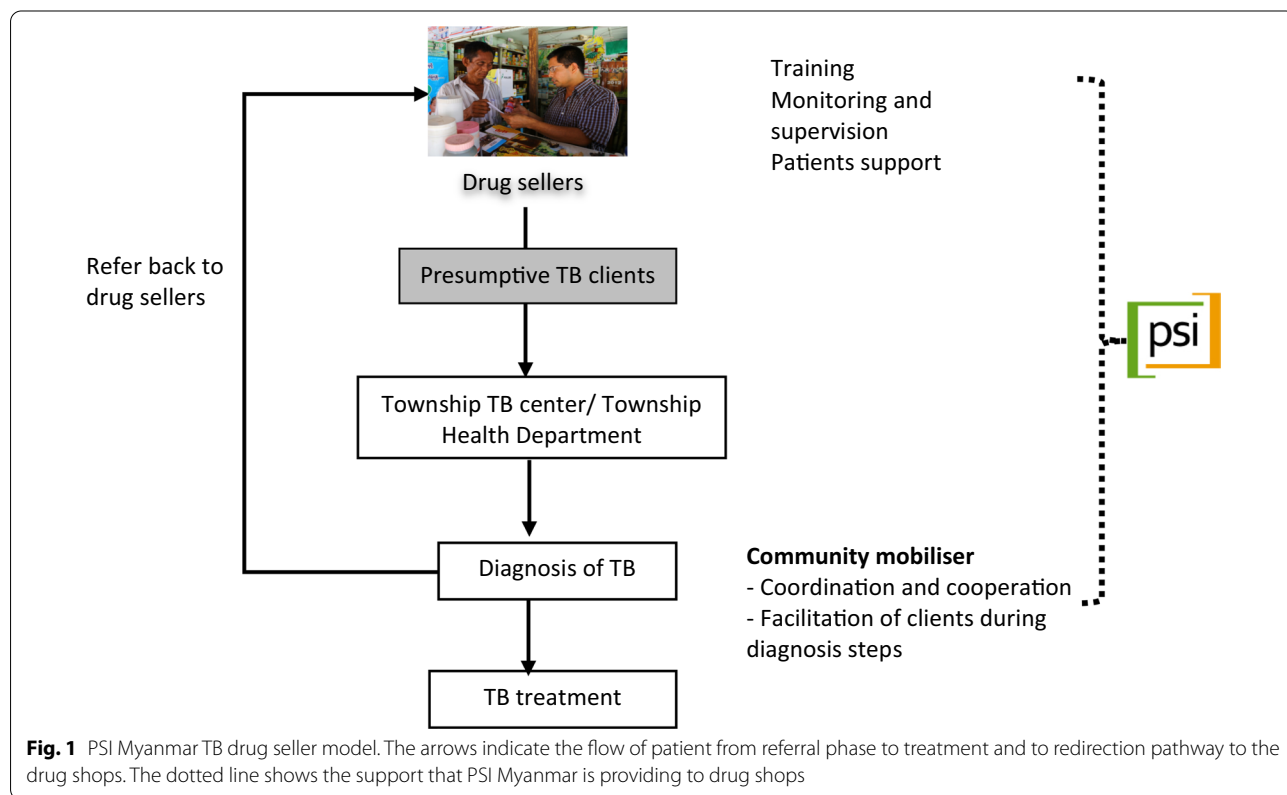 Training
Monitoring and
supervision
Patients support
Drug sellers
Refer back to
drug sellers
Presumptive TB clients
psi
Township TB center/ Township
Health Department
Diagnosis of TB
Community mobiliser
- Coordination and cooperation
- Facilitation of clients during
diagnosis steps
TB treatment
Fig. 1 PSI Myanmar TB drug seller model. The arrows indicate the flow of patient from referral phase to treatment and to redirection pathway to the
drug shops. The dotted line shows the support that PSI Myanmar is providing to drug shops